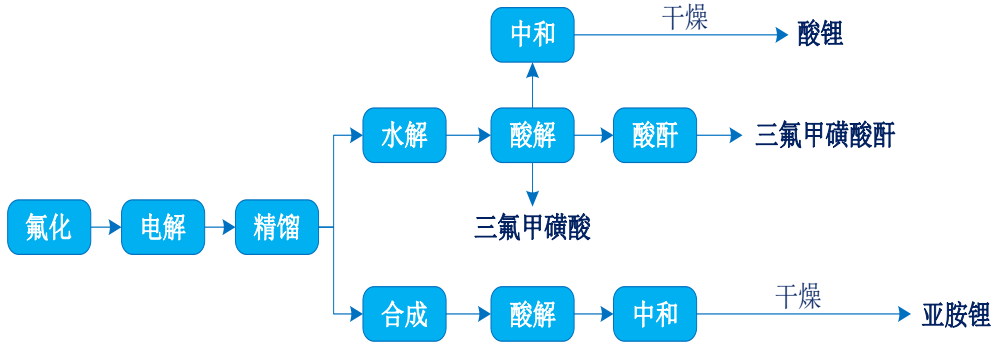 中和
干燥
酸锂
水解
酸解
酸酐
三氟甲磺酸酐
三氟甲磺酸
氟化
电解
精馏
合成
酸解
中和
干燥
亚胺锂